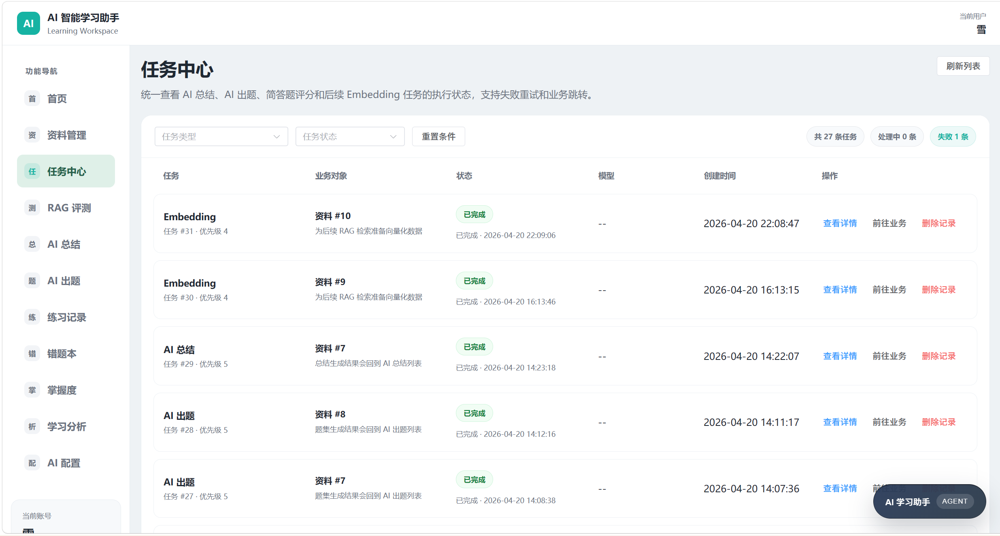 AI
AI 智能学习助手
Learning Workspace
当前用户
雪
功能导航
首 首页
资 资料管理
任 任务中心
测 RAG 评测
总 AI 总结
题 AI 出题
练 练习记录
错 错题本
掌 掌握度
析 学习分析
配 AI 配置
当前账号
雪
任务中心
刷新列表
统一查看 AI 总结、AI 出题、简答题评分和后续 Embedding 任务的执行状态，支持失败重试和业务跳转。
任务类型 任务状态 重置条件 共 27 条任务 处理中 0 条 失败 1 条
任务 业务对象 状态 模型 创建时间 操作
Embedding
任务 #31 · 优先级 4
资料 #10
为后续 RAG 检索准备向量化数据
已完成
已完成 · 2026-04-20 22:09:06
--
2026-04-20 22:08:47
查看详情 前往业务 删除记录
Embedding
任务 #30 · 优先级 4
资料 #9
为后续 RAG 检索准备向量化数据
已完成
已完成 · 2026-04-20 16:13:46
--
2026-04-20 16:13:15
查看详情 前往业务 删除记录
AI 总结
任务 #29 · 优先级 5
资料 #7
总结生成结果会回到 AI 总结列表
已完成
已完成 · 2026-04-20 14:23:18
--
2026-04-20 14:22:07
查看详情 前往业务 删除记录
AI 出题
任务 #28 · 优先级 5
资料 #8
题集生成结果会回到 AI 出题列表
已完成
已完成 · 2026-04-20 14:12:16
--
2026-04-20 14:11:17
查看详情 前往业务 删除记录
AI 出题
任务 #27 · 优先级 5
资料 #7
题集生成结果会回到 AI 出题列表
已完成
已完成 · 2026-04-20 14:08:38
--
2026-04-20 14:07:36
查看详情 前往业务 删除记录
AI 学习助手 AGENT